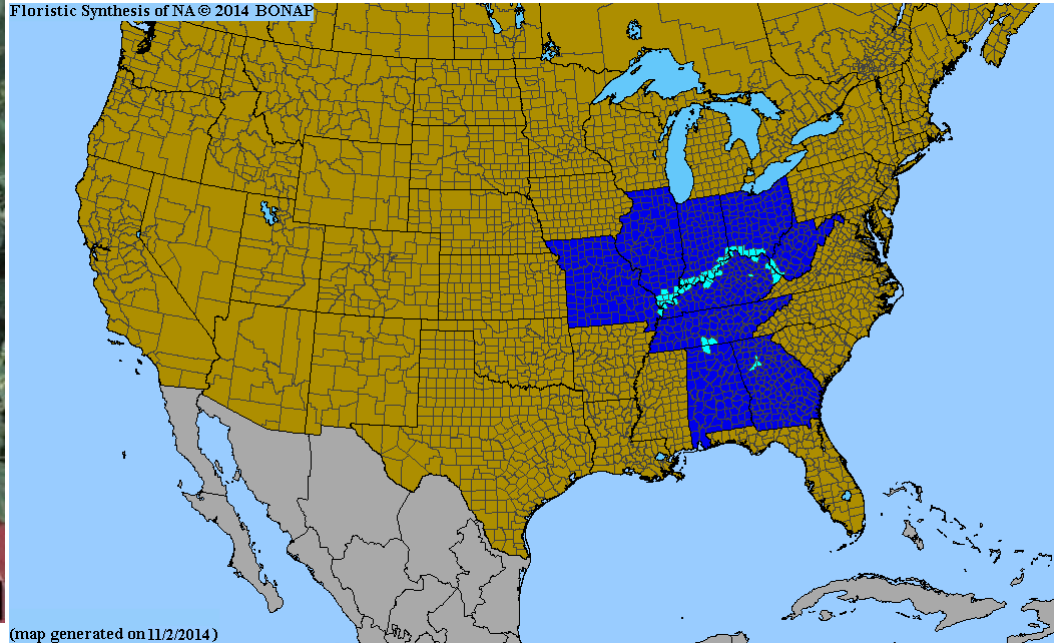 Floristic Synthesis of NA © 2014 BONAP
(map generated on 11/2/2014)